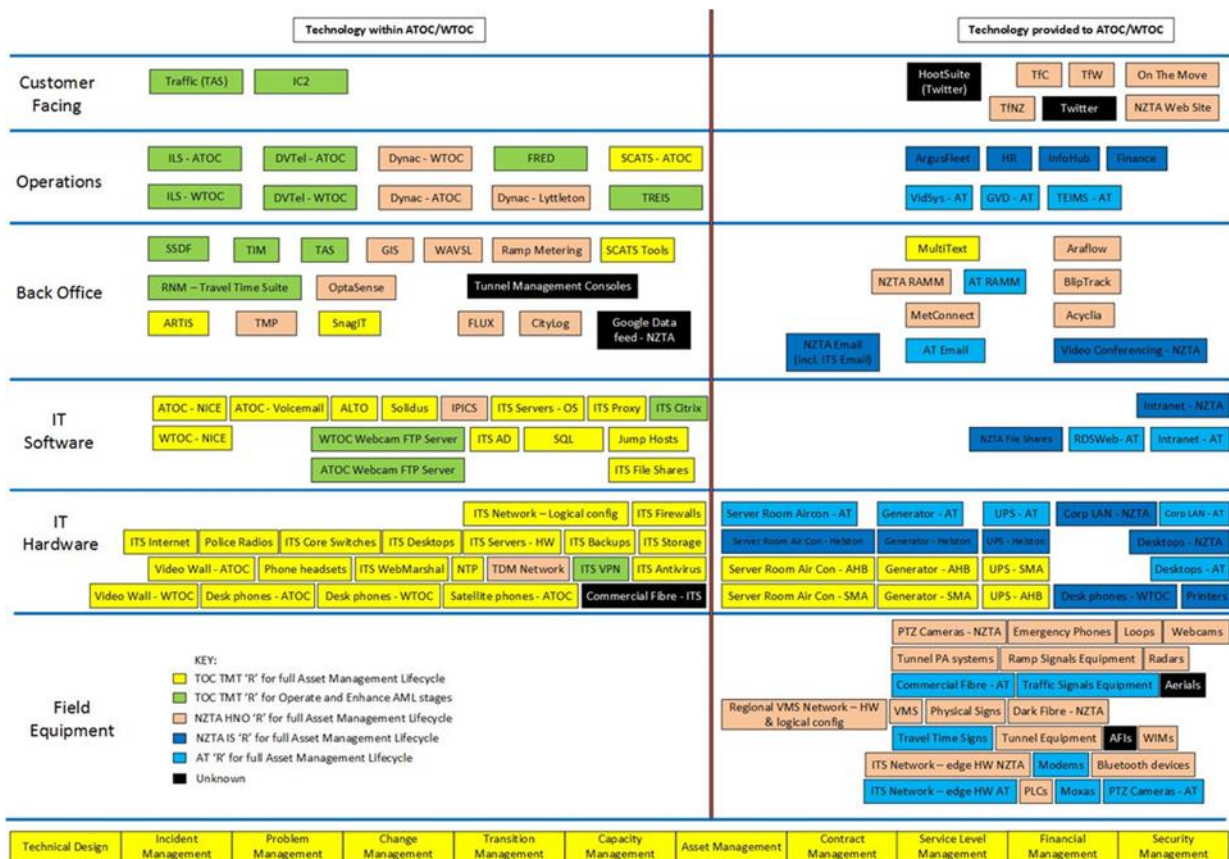 Technology within ATOC/WTOC
Technology provided to ATOC/WTOC
Customer
Facing
Traffic (TAS)
IC2
HootSuite
(Twitter)
TfC
TfW
On The Move
TfNZ
Twitter
NZTA Web Site
Operations
ILS - ATOC
DVTel - ATOC
Dynac - WTOC
FRED
SCATS - ATOC
ILS - WTOC
DVTel - WTOC
Dynac - ATOC
Dynac - Lyttleton
TREIS
ArgusFleet
HR
InfoHub
Finance
VidSys - AT
GVD - AT
TEIMS - AT
Back Office
SSDF
TIM
TAS
GIS
WAVSL
Ramp Metering
SCATS Tools
RNM – Travel Time Suite
OptaSense
Tunnel Management Consoles
ARTIS
TMP
SnagIT
FLUX
CityLog
Google Data
feed - NZTA
MultiText
Araflow
NZTA RAMM
AT RAMM
BlipTrack
MetConnect
Acyclia
NZTA Email
(incl. ITS Email)
AT Email
Video Conferencing - NZTA
IT
Software
ATOC - NICE
ATOC - Voicemail
ALTO
Solidus
IPICS
ITS Servers - OS
ITS Proxy
ITS Citrix
WTOC - NICE
WTOC Webcam FTP Server
ITS AD
SQL
Jump Hosts
ATOC Webcam FTP Server
ITS File Shares
Intranet - NZTA
NZTA File Shares
RDSWeb- AT
Intranet - AT
IT
Hardware
ITS Network – Logical config
ITS Firewalls
ITS Internet
Police Radios
ITS Core Switches
ITS Desktops
ITS Servers - HW
ITS Backups
ITS Storage
Video Wall - ATOC
Phone headsets
ITS WebMarshal
NTP
TDM Network
ITS VPN
ITS Antivirus
Video Wall - WTOC
Desk phones - ATOC
Desk phones - WTOC
Satellite phones - ATOC
Commercial Fibre - ITS
Server Room Aircon - AT
Generator - AT
UPS - AT
Corp LAN - NZTA
Corp LAN - AT
Server Room Air Con - Helston
Generator - Helston
UPS - Helston
Desktops - NZTA
Server Room Air Con - AHB
Generator - AHB
UPS - SMA
Desktops - AT
Server Room Air Con - SMA
Generator - SMA
UPS - AHB
Desk phones - WTOC
Printers
Field
Equipment
KEY:
TOC TMT 'R' for full Asset Management Lifecycle
TOC TMT 'R' for Operate and Enhance AML stages
NZTA HNO 'R' for full Asset Management Lifecycle
NZTA IS 'R' for full Asset Management Lifecycle
AT 'R' for full Asset Management Lifecycle
Unknown
PTZ Cameras - NZTA
Emergency Phones
Loops
Webcams
Tunnel PA systems
Ramp Signals Equipment
Radars
Commercial Fibre - AT
Traffic Signals Equipment
Aerials
Regional VMS Network – HW
& logical config
VMS
Physical Signs
Dark Fibre - NZTA
Travel Time Signs
Tunnel Equipment
AFIs
WIMs
ITS Network – edge HW NZTA
Modems
Bluetooth devices
ITS Network – edge HW AT
PLCs
Moxas
PTZ Cameras - AT
Technical Design
Incident
Management
Problem
Management
Change
Management
Transition
Management
Capacity
Management
Asset Management
Contract
Management
Service Level
Management
Financial
Management
Security
Management